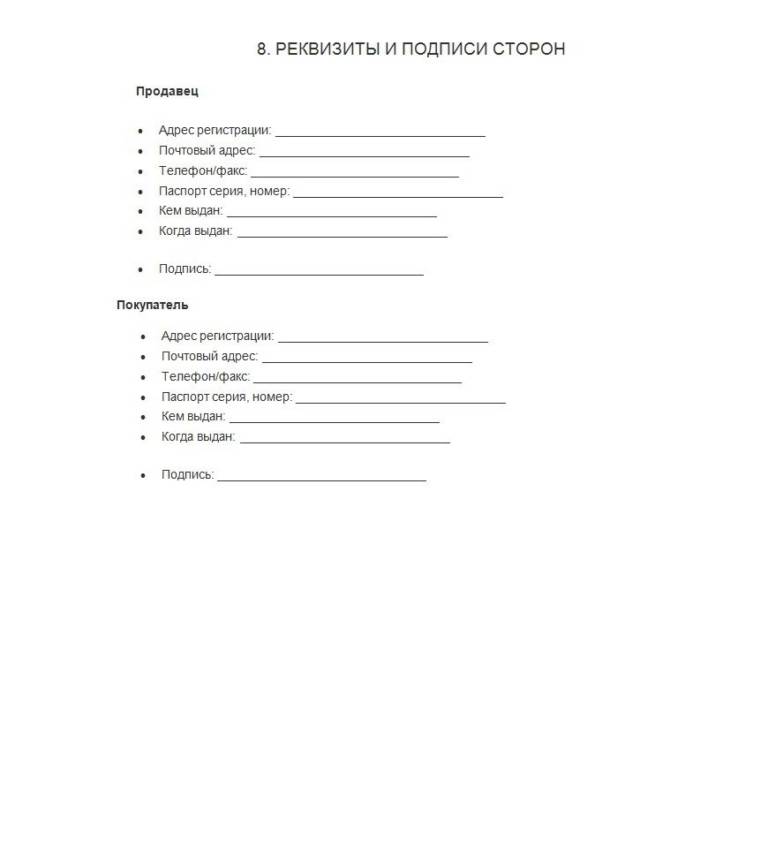 8. РЕКВИЗИТЫ И ПОДПИСИ СТОРОН
Продавец
• Адрес регистрации: ______________________________
• Почтовый адрес: ______________________________
• Телефон/факс: ______________________________
• Паспорт серия, номер: ______________________________
• Кем выдан: ______________________________
• Когда выдан: ______________________________
• Подпись: ______________________________
Покупатель
• Адрес регистрации: ______________________________
• Почтовый адрес: ______________________________
• Телефон/факс: ______________________________
• Паспорт серия, номер: ______________________________
• Кем выдан: ______________________________
• Когда выдан: ______________________________
• Подпись: ______________________________